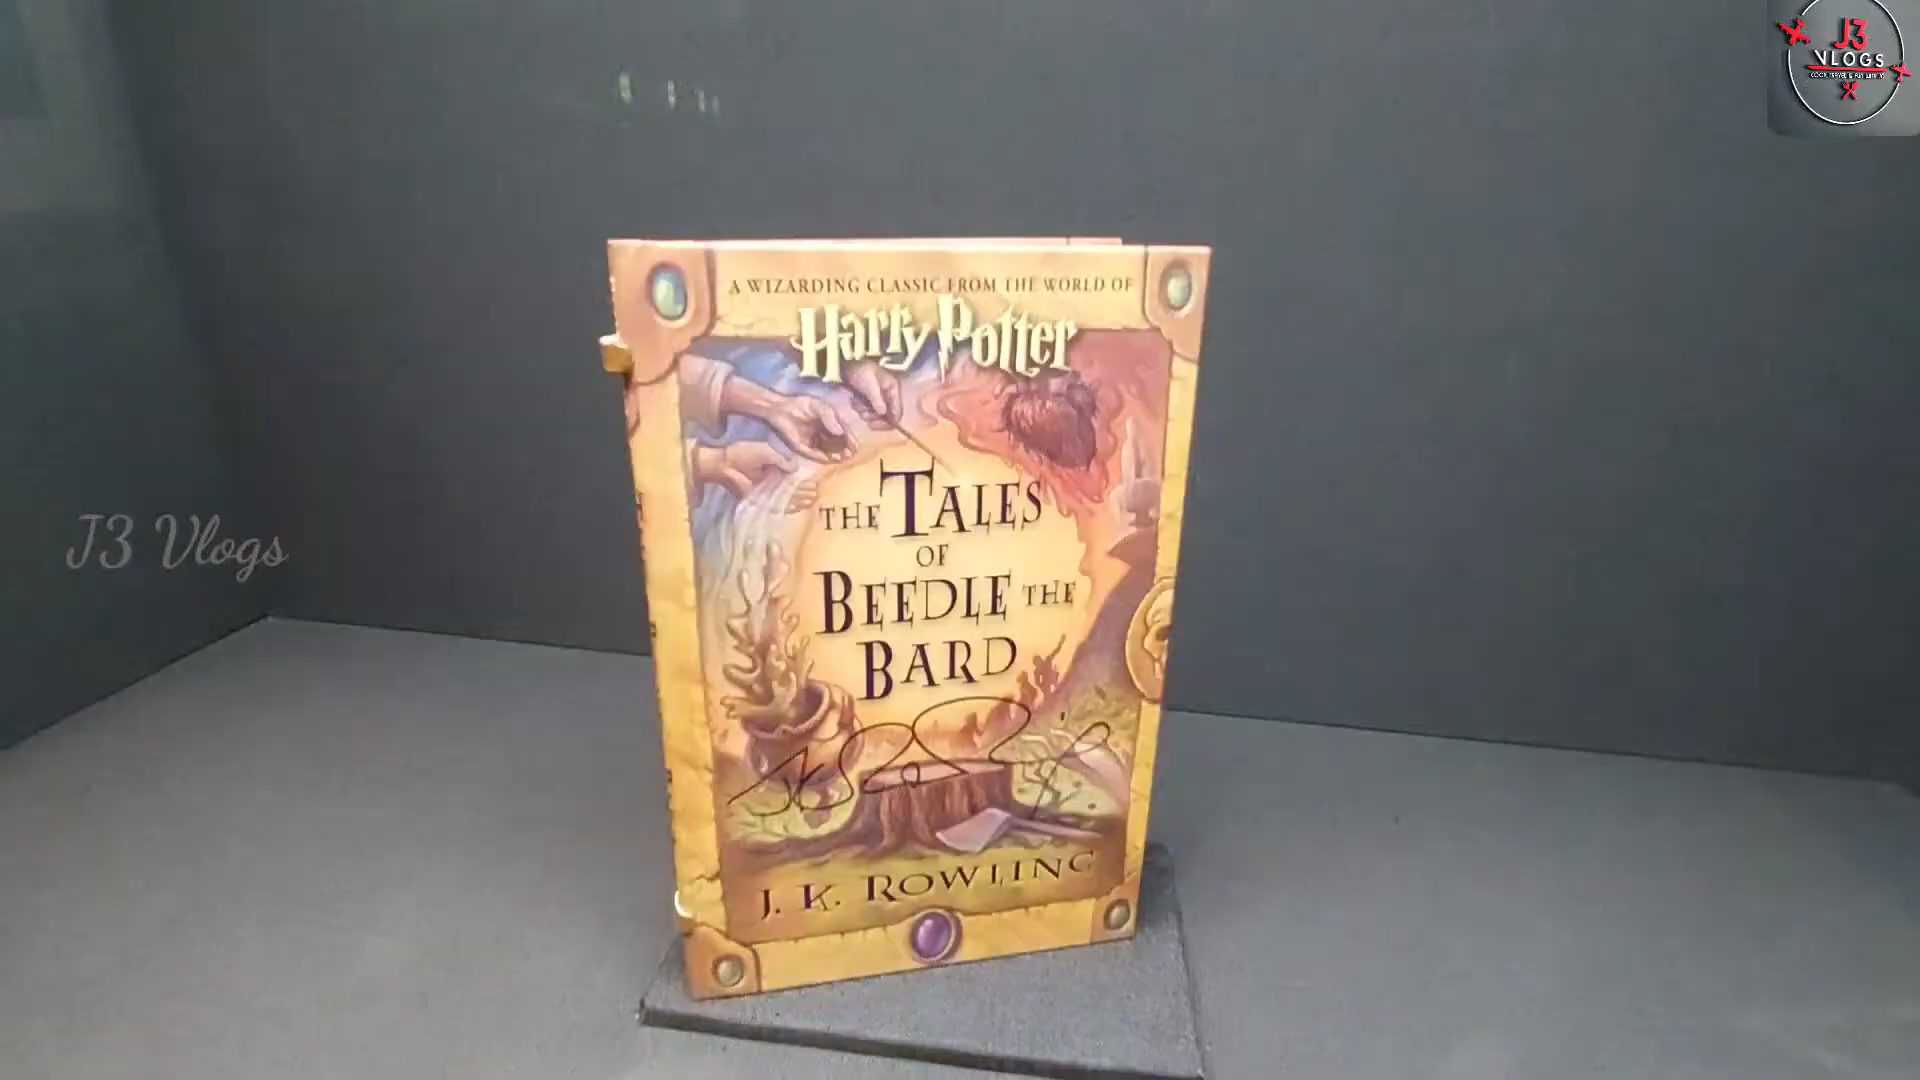 J3
VLOGS
A WIZARDING CLASSIC FROM THE WORLD OF
Harry Potter
THE TALES
OF
BEEDLE THE
BARD
J. K. ROWLING
J3 Vlogs